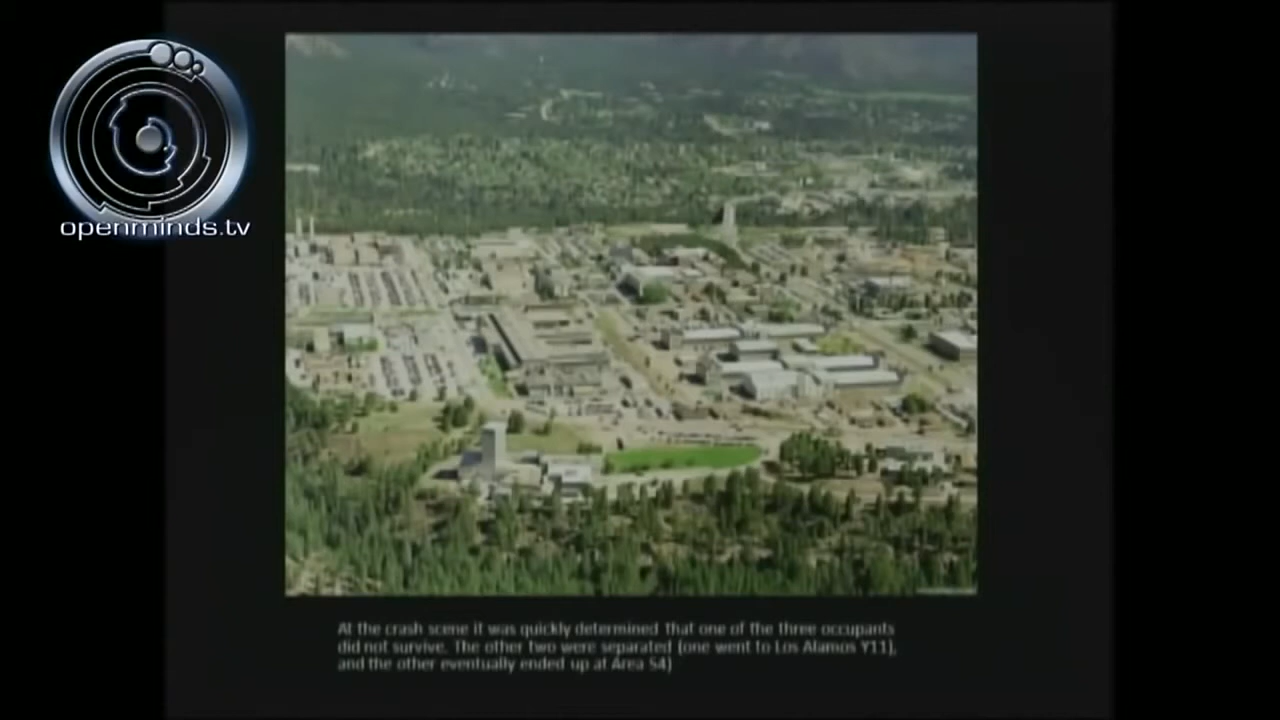 openminds.tv
At the crash scene it was quickly determined that one of the three occupants
did not survive. The other two were separated (one went to Los Alamos Y11),
and the other eventually ended up at Area S4)